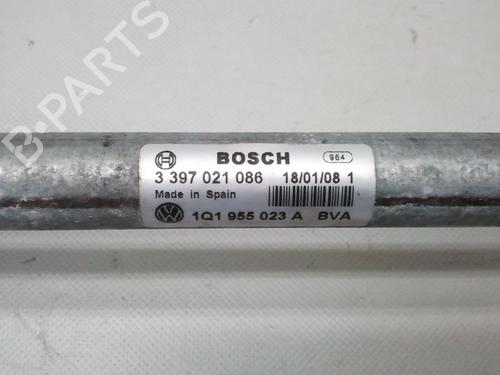 B-PARTS
BOSCH 964
3 397 021 086 18/01/08 1
Made in Spain
1Q1 955 023 A BVA